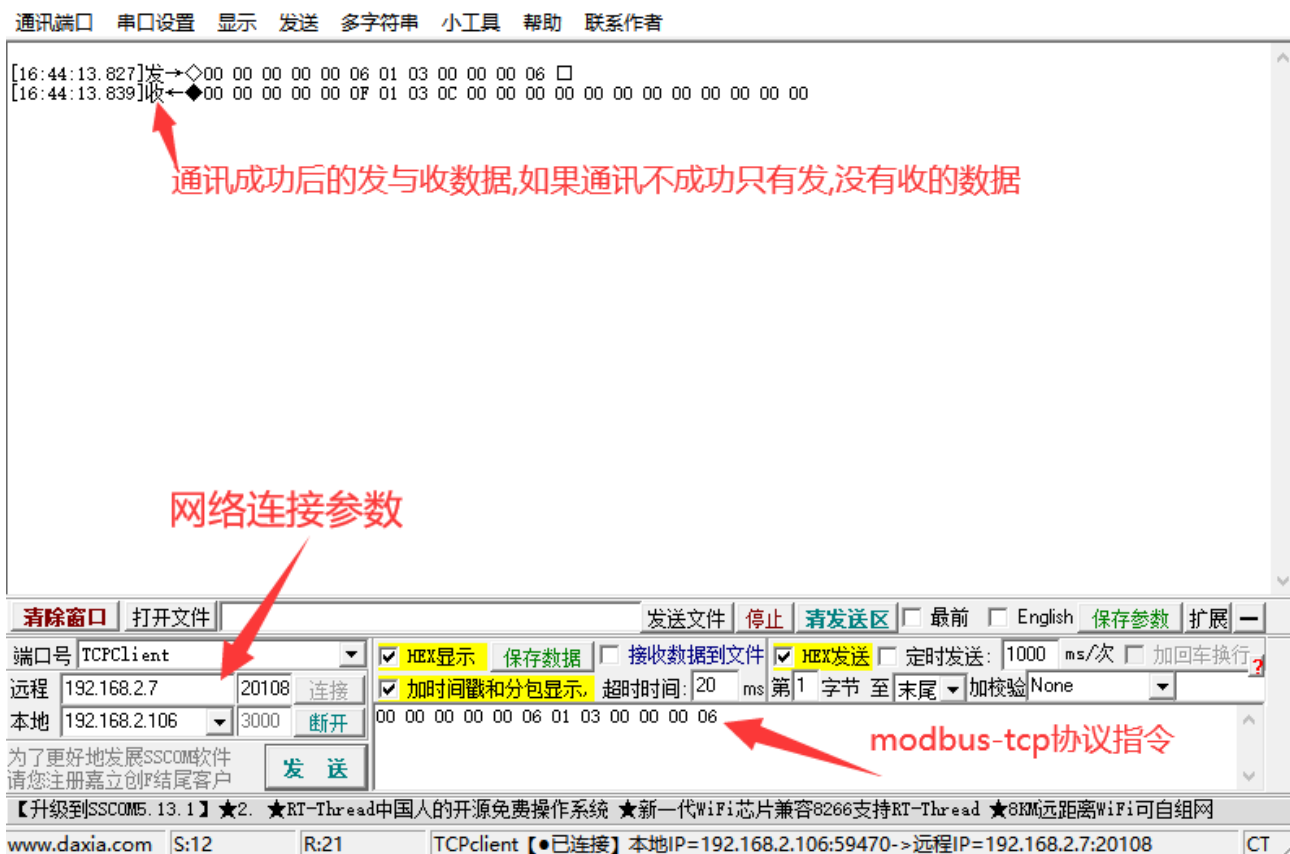 通讯端口 串口设置 显示 发送 多字符串 小工具 帮助 联系作者
[16:44:13.827]发→◇00 00 00 00 00 06 01 03 00 00 00 06 □
[16:44:13.839]收←◆00 00 00 00 00 0F 01 03 0C 00 00 00 00 00 00 00 00 00 00 00 00
通讯成功后的发与收数据,如果通讯不成功只有发,没有收的数据
网络连接参数
清除窗口 打开文件 发送文件 停止 清发送区 最前 English 保存参数 扩展 —
端口号 TCPClient HEX显示 保存数据 接收数据到文件 HEX发送 定时发送: 1000 ms/次 加回车换行
远程 192.168.2.7 20108 连接 加时间戳和分包显示, 超时时间: 20 ms 第1 字节 至 末尾 加校验 None ?
本地 192.168.2.106 3000 断开 00 00 00 00 00 06 01 03 00 00 00 06
modbus-tcp协议指令
为了更好地发展SSCOM软件
请您注册嘉立创F结尾客户
发 送
【升级到SSCOM5.13.1】★2. ★RT-Thread中国人的开源免费操作系统 ★新一代WiFi芯片兼容8266支持RT-Thread ★8KM远距离WiFi可自组网
www.daxia.com S:12 R:21 TCPclient【●已连接】本地IP=192.168.2.106:59470->远程IP=192.168.2.7:20108 CT